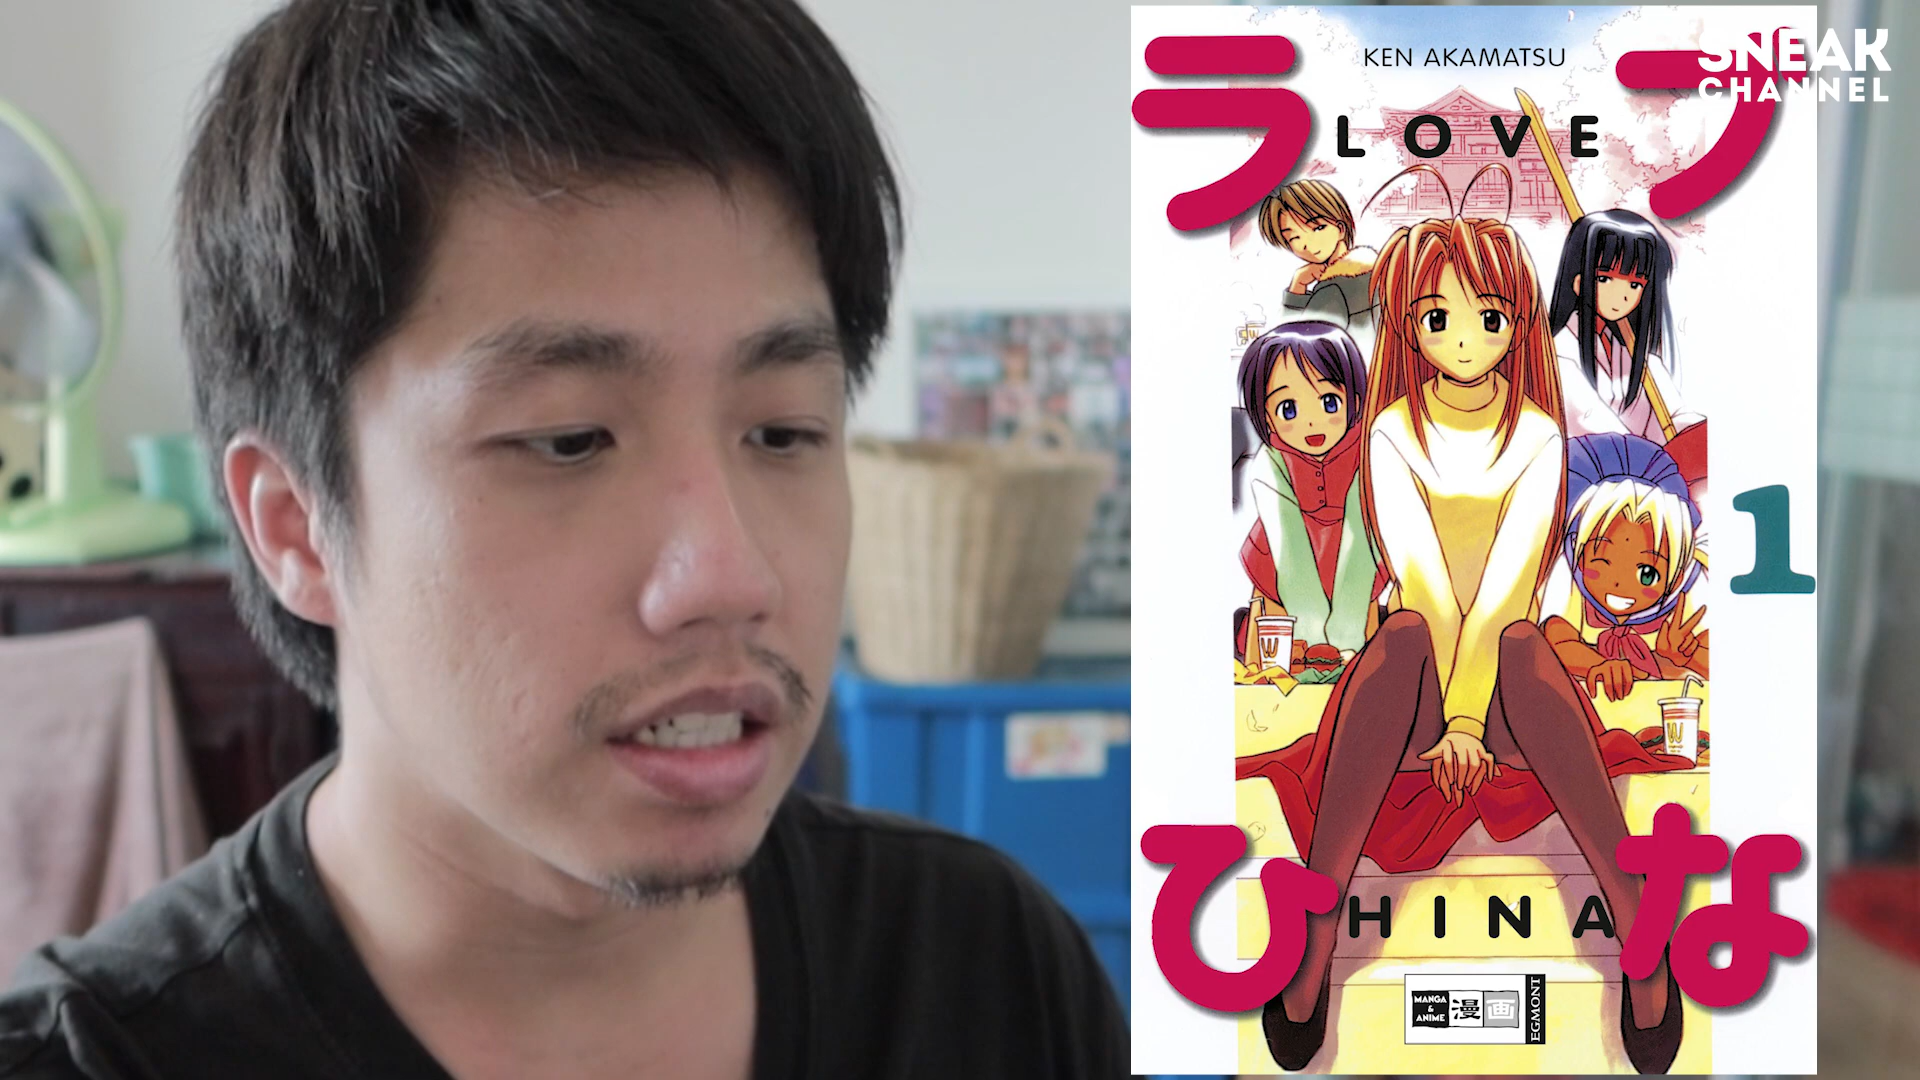 SNEAK
CHANNEL
KEN AKAMATSU
ラブ
LOVE
1
ひな
HINA
MANGA
&
ANIME
漫画
EGMONT